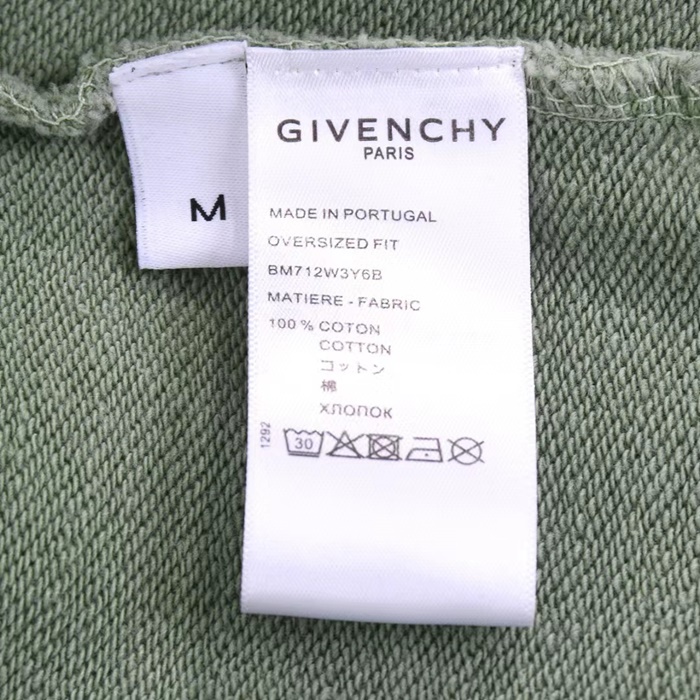 GIVENCHY
PARIS
M
MADE IN PORTUGAL
OVERSIZED FIT
BM712W3Y6B
MATIERE - FABRIC
100 % COTON
COTTON
コットン
棉
ХЛОПОК
1292
30